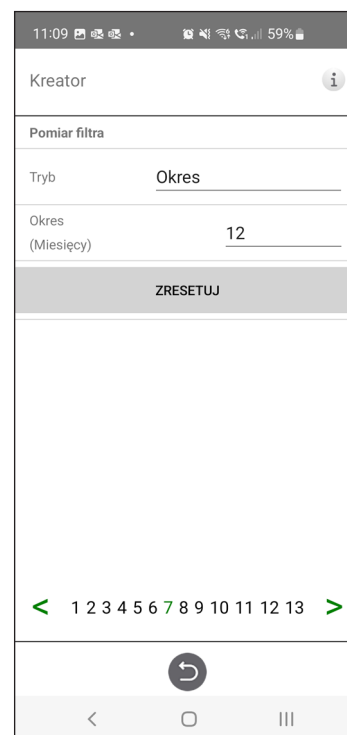 11:09 59%
Kreator i
Pomiar filtra
Tryb Okres
Okres
(Miesięcy) 12
ZRESETUJ
< 1 2 3 4 5 6 7 8 9 10 11 12 13 >